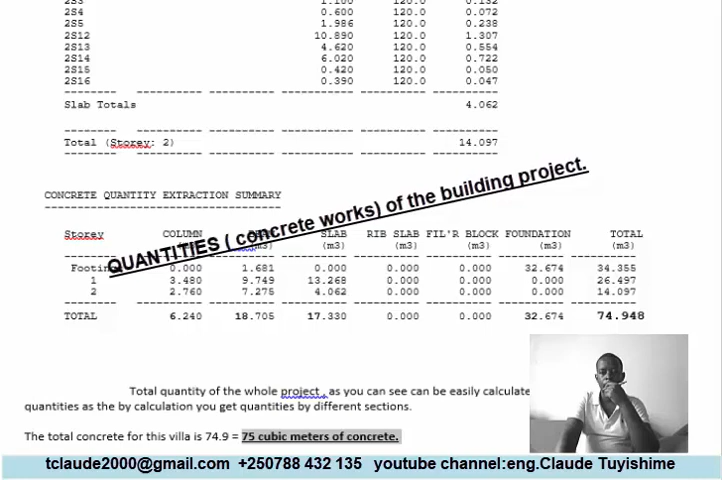 2S3 1.100 120.0 0.132
2S4 0.600 120.0 0.072
2S5 1.986 120.0 0.238
2S12 10.890 120.0 1.307
2S13 4.620 120.0 0.554
2S14 6.020 120.0 0.722
2S15 0.420 120.0 0.050
2S16 0.390 120.0 0.047
Slab Totals 4.062
Total (Storey: 2) 14.097
QUANTITIES ( concrete works) of the building project.
CONCRETE QUANTITY EXTRACTION SUMMARY
Storey COLUMN SLAB RIB SLAB FIL'R BLOCK FOUNDATION TOTAL
(m3) (m3) (m3) (m3) (m3) (m3)
Footing 0.000 1.681 0.000 0.000 0.000 32.674 34.355
1 3.480 9.749 13.268 0.000 0.000 0.000 26.497
2 2.760 7.275 4.062 0.000 0.000 0.000 14.097
TOTAL 6.240 18.705 17.330 0.000 0.000 32.674 74.948
Total quantity of the whole project , as you can see can be easily calculate
quantities as the by calculation you get quantities by different sections.
The total concrete for this villa is 74.9 = 75 cubic meters of concrete.
tclaude2000@gmail.com +250788 432 135 youtube channel:eng.Claude Tuyishime